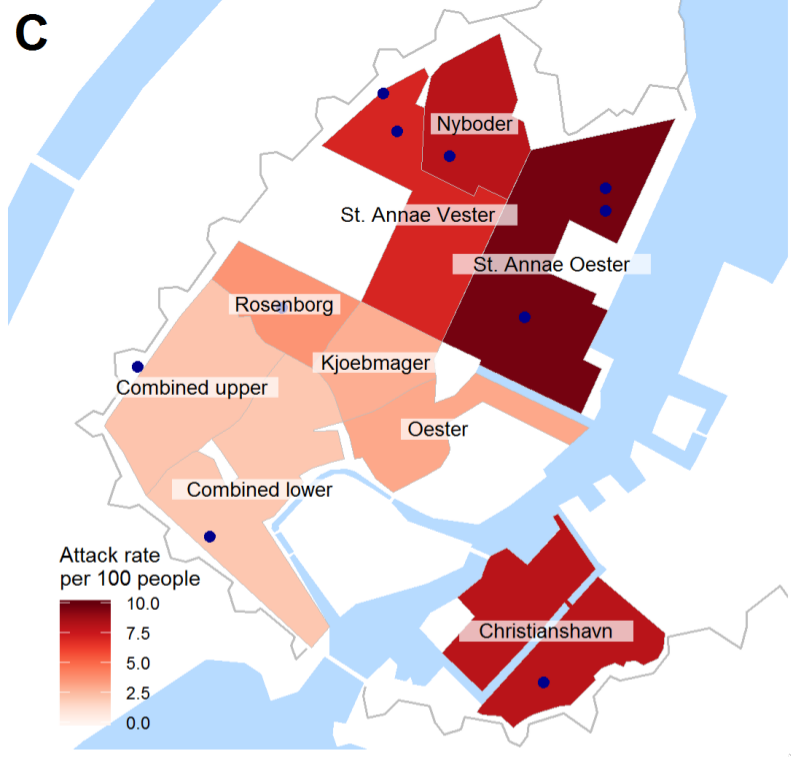 C
Nyboder
St. Annae Vester
St. Annae Oester
Rosenborg
Kjoebmager
Combined upper
Oester
Combined lower
Attack rate
per 100 people
10.0
7.5
5.0
2.5
0.0
Christianshavn